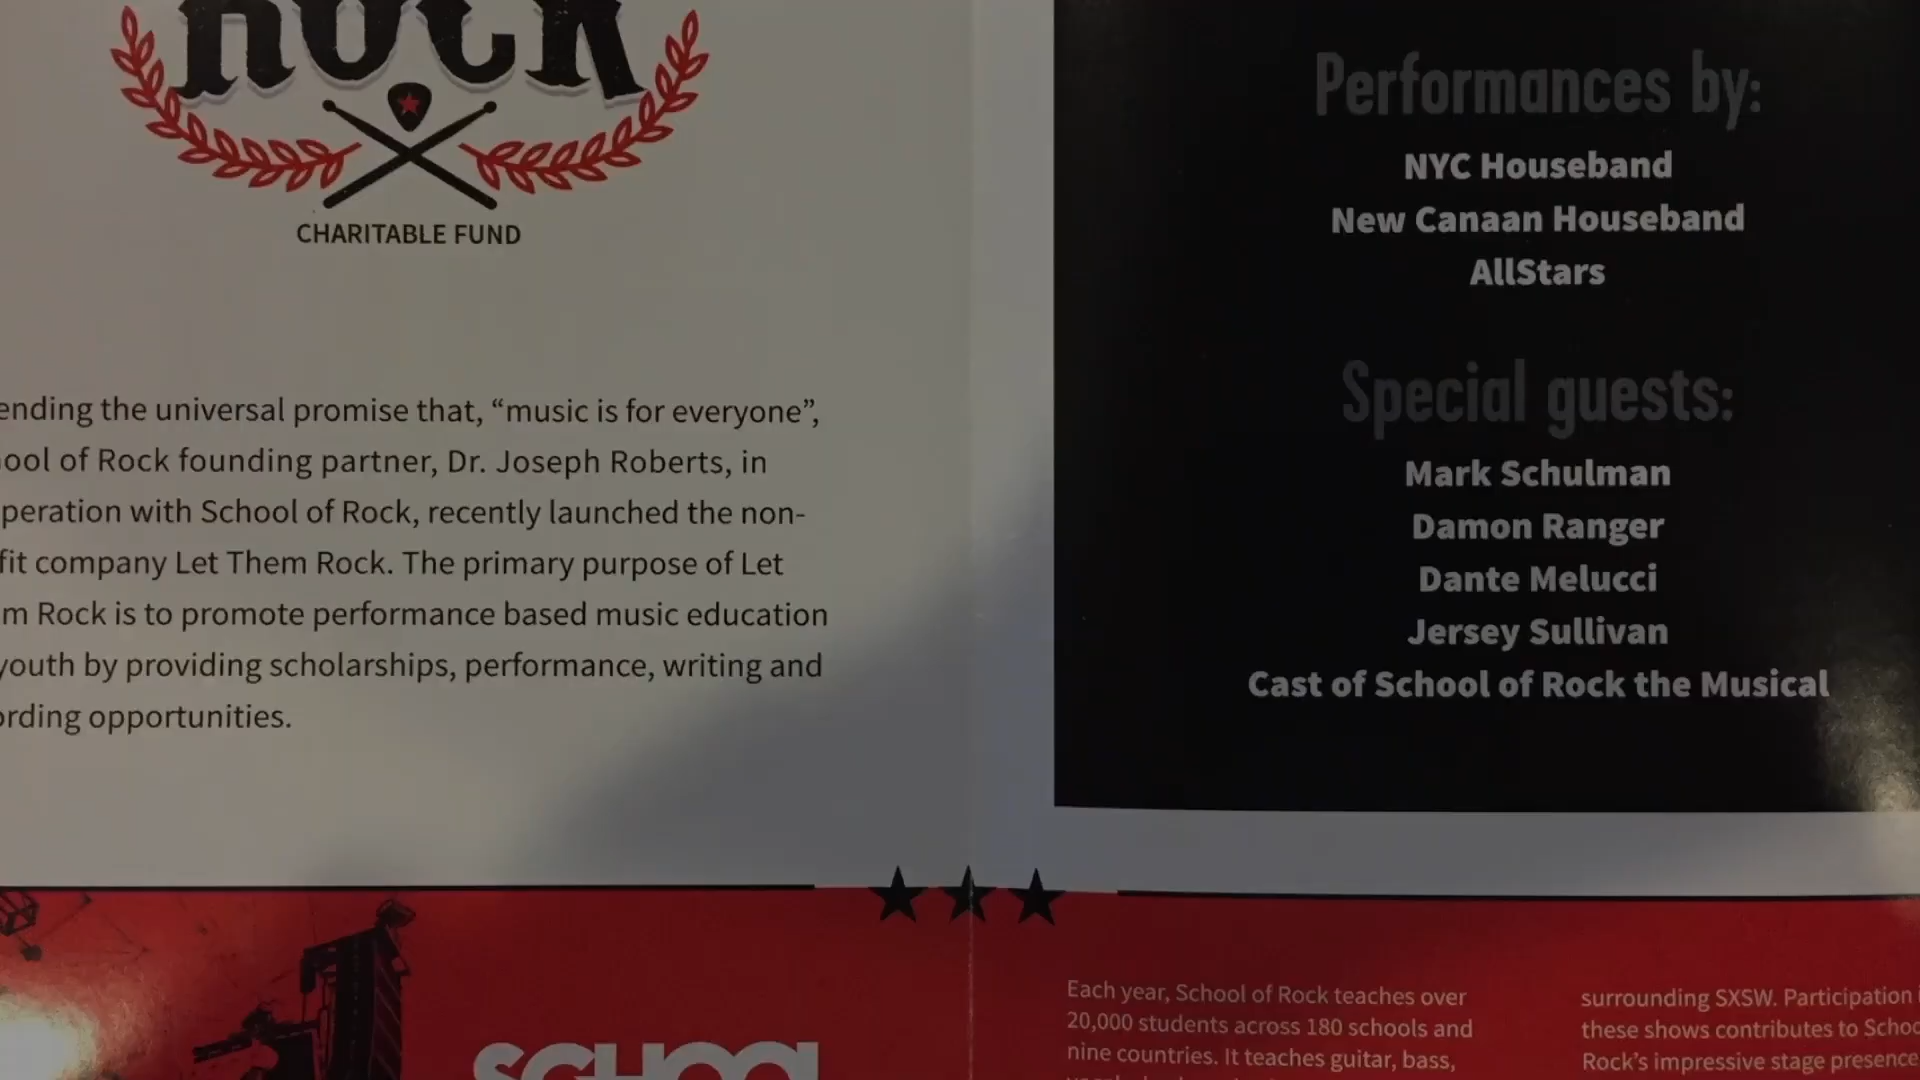 ROCK
CHARITABLE FUND
ending the universal promise that, “music is for everyone”,
ool of Rock founding partner, Dr. Joseph Roberts, in
peration with School of Rock, recently launched the non-
fit company Let Them Rock. The primary purpose of Let
m Rock is to promote performance based music education
youth by providing scholarships, performance, writing and
ording opportunities.
Performances by:
NYC Houseband
New Canaan Houseband
AllStars
Special guests:
Mark Schulman
Damon Ranger
Dante Melucci
Jersey Sullivan
Cast of School of Rock the Musical
SCHOOL
Each year, School of Rock teaches over
20,000 students across 180 schools and
nine countries. It teaches guitar, bass,
surrounding SXSW. Participation
these shows contributes to Schoo
Rock’s impressive stage presence